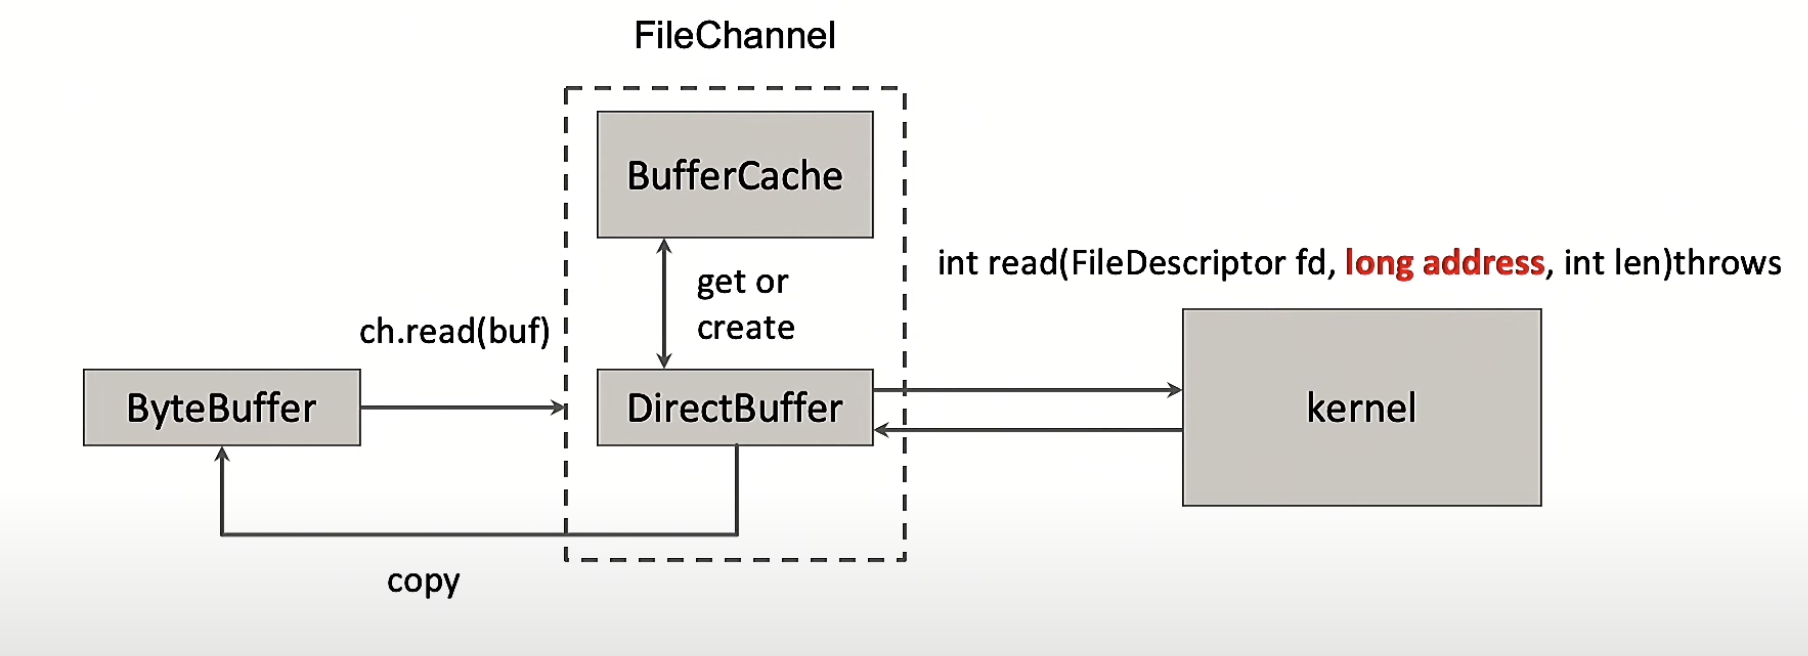 FileChannel
BufferCache
int read(FileDescriptor fd, long address, int len)throws
get or
create
ch.read(buf)
ByteBuffer
DirectBuffer
kernel
copy